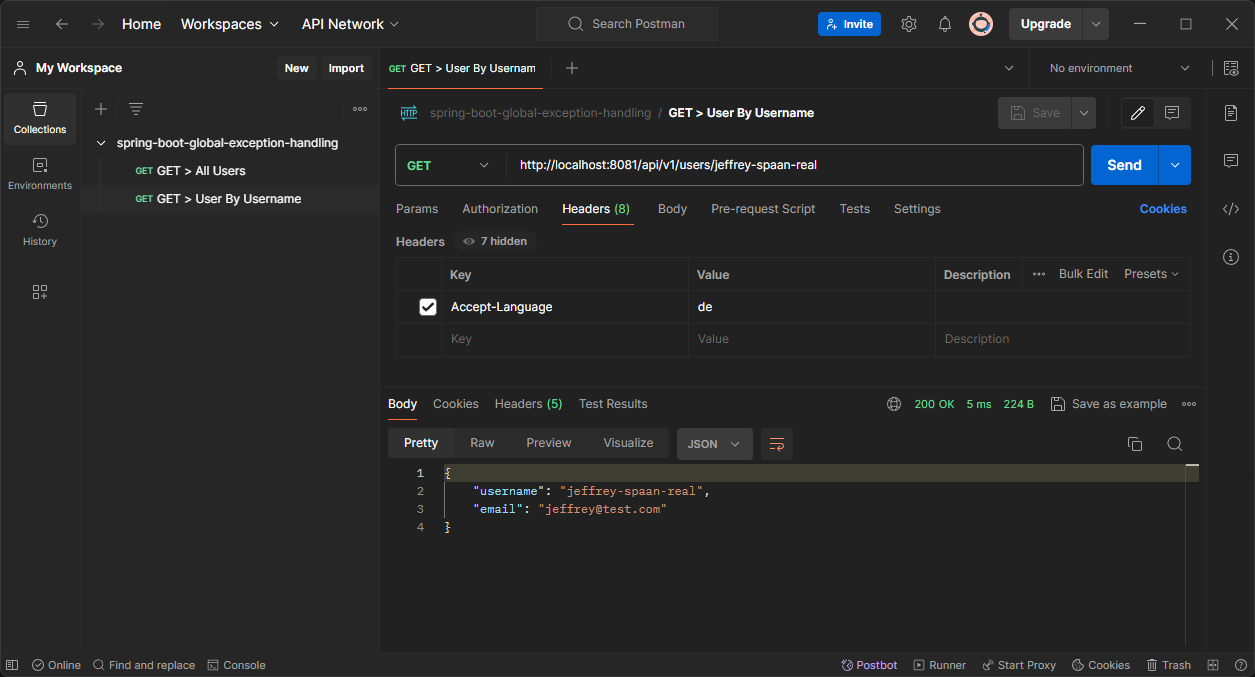 Home Workspaces API Network Search Postman Invite Upgrade
My Workspace New Import GET GET > User By Usernam No environment
Collections
Environments
History
spring-boot-global-exception-handling
GET GET > All Users
GET GET > User By Username
HTTP spring-boot-global-exception-handling / GET > User By Username Save
GET http://localhost:8081/api/v1/users/jeffrey-spaan-real Send
Params Authorization Headers (8) Body Pre-request Script Tests Settings Cookies
Headers 7 hidden
Key Value Description Bulk Edit Presets
Accept-Language de
Key Value Description
Body Cookies Headers (5) Test Results 200 OK 5 ms 224 B Save as example
Pretty Raw Preview Visualize JSON
1 {
2 "username": "jeffrey-spaan-real",
3 "email": "jeffrey@test.com"
4 }
Online Find and replace Console Postbot Runner Start Proxy Cookies Trash